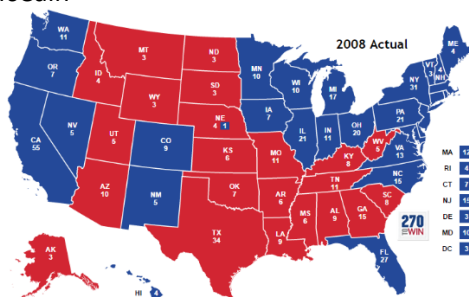 2008 Actual
WA
11
OR
7
CA
55
NV
5
ID
4
MT
3
WY
3
UT
5
AZ
10
CO
9
NM
5
ND
3
SD
3
NE
4 1
KS
6
OK
7
TX
34
MN
10
IA
7
MO
11
AR
6
LA
9
WI
10
IL
21
MI
17
IN
11
OH
20
KY
8
TN
11
MS
6
AL
9
GA
15
FL
27
SC
8
NC
15
VA
13
WV
5
PA
21
NY
31
VT
3
4
NH
ME
4
AK
3
HI
4
MA 12
RI 4
CT 7
NJ 15
DE 3
MD 10
DC 3
270
WIN